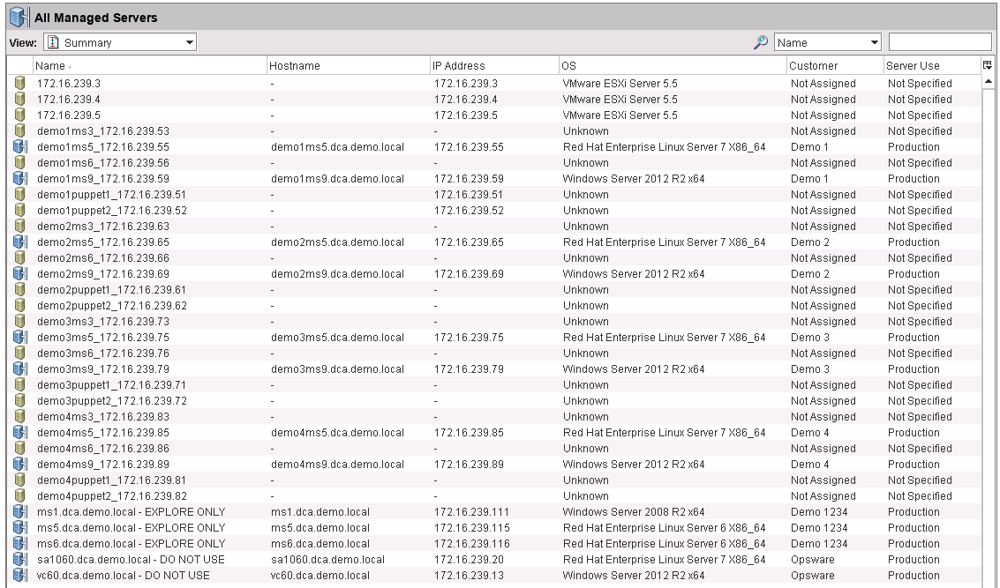 All Managed Servers
View: Summary Name
Name Hostname IP Address OS Customer Server Use
172.16.239.3 - 172.16.239.3 VMware ESXi Server 5.5 Not Assigned Not Specified
172.16.239.4 - 172.16.239.4 VMware ESXi Server 5.5 Not Assigned Not Specified
172.16.239.5 - 172.16.239.5 VMware ESXi Server 5.5 Not Assigned Not Specified
demo1ms3_172.16.239.53 - - Unknown Not Assigned Not Specified
demo1ms5_172.16.239.55 demo1ms5.dca.demo.local 172.16.239.55 Red Hat Enterprise Linux Server 7 X86_64 Demo 1 Production
demo1ms6_172.16.239.56 - - Unknown Not Assigned Not Specified
demo1ms9_172.16.239.59 demo1ms9.dca.demo.local 172.16.239.59 Windows Server 2012 R2 x64 Demo 1 Production
demo1puppet1_172.16.239.51 - 172.16.239.51 Unknown Not Assigned Not Specified
demo1puppet2_172.16.239.52 - 172.16.239.52 Unknown Not Assigned Not Specified
demo2ms3_172.16.239.63 - - Unknown Not Assigned Not Specified
demo2ms5_172.16.239.65 demo2ms5.dca.demo.local 172.16.239.65 Red Hat Enterprise Linux Server 7 X86_64 Demo 2 Production
demo2ms6_172.16.239.66 - - Unknown Not Assigned Not Specified
demo2ms9_172.16.239.69 demo2ms9.dca.demo.local 172.16.239.69 Windows Server 2012 R2 x64 Demo 2 Production
demo2puppet1_172.16.239.61 - - Unknown Not Assigned Not Specified
demo2puppet2_172.16.239.62 - - Unknown Not Assigned Not Specified
demo3ms3_172.16.239.73 - - Unknown Not Assigned Not Specified
demo3ms5_172.16.239.75 demo3ms5.dca.demo.local 172.16.239.75 Red Hat Enterprise Linux Server 7 X86_64 Demo 3 Production
demo3ms6_172.16.239.76 - - Unknown Not Assigned Not Specified
demo3ms9_172.16.239.79 demo3ms9.dca.demo.local 172.16.239.79 Windows Server 2012 R2 x64 Demo 3 Production
demo3puppet1_172.16.239.71 - - Unknown Not Assigned Not Specified
demo3puppet2_172.16.239.72 - - Unknown Not Assigned Not Specified
demo4ms3_172.16.239.83 - - Unknown Not Assigned Not Specified
demo4ms5_172.16.239.85 demo4ms5.dca.demo.local 172.16.239.85 Red Hat Enterprise Linux Server 7 X86_64 Demo 4 Production
demo4ms6_172.16.239.86 - - Unknown Not Assigned Not Specified
demo4ms9_172.16.239.89 demo4ms9.dca.demo.local 172.16.239.89 Windows Server 2012 R2 x64 Demo 4 Production
demo4puppet1_172.16.239.81 - - Unknown Not Assigned Not Specified
demo4puppet2_172.16.239.82 - - Unknown Not Assigned Not Specified
ms1.dca.demo.local - EXPLORE ONLY ms1.dca.demo.local 172.16.239.111 Windows Server 2008 R2 x64 Demo 1234 Production
ms5.dca.demo.local - EXPLORE ONLY ms5.dca.demo.local 172.16.239.115 Red Hat Enterprise Linux Server 6 X86_64 Demo 1234 Production
ms6.dca.demo.local - EXPLORE ONLY ms6.dca.demo.local 172.16.239.116 Red Hat Enterprise Linux Server 6 X86_64 Demo 1234 Production
sa1060.dca.demo.local - DO NOT USE sa1060.dca.demo.local 172.16.239.20 Red Hat Enterprise Linux Server 7 X86_64 Opsware Production
vc60.dca.demo.local - DO NOT USE vc60.dca.demo.local 172.16.239.13 Windows Server 2012 R2 x64 Opsware Production